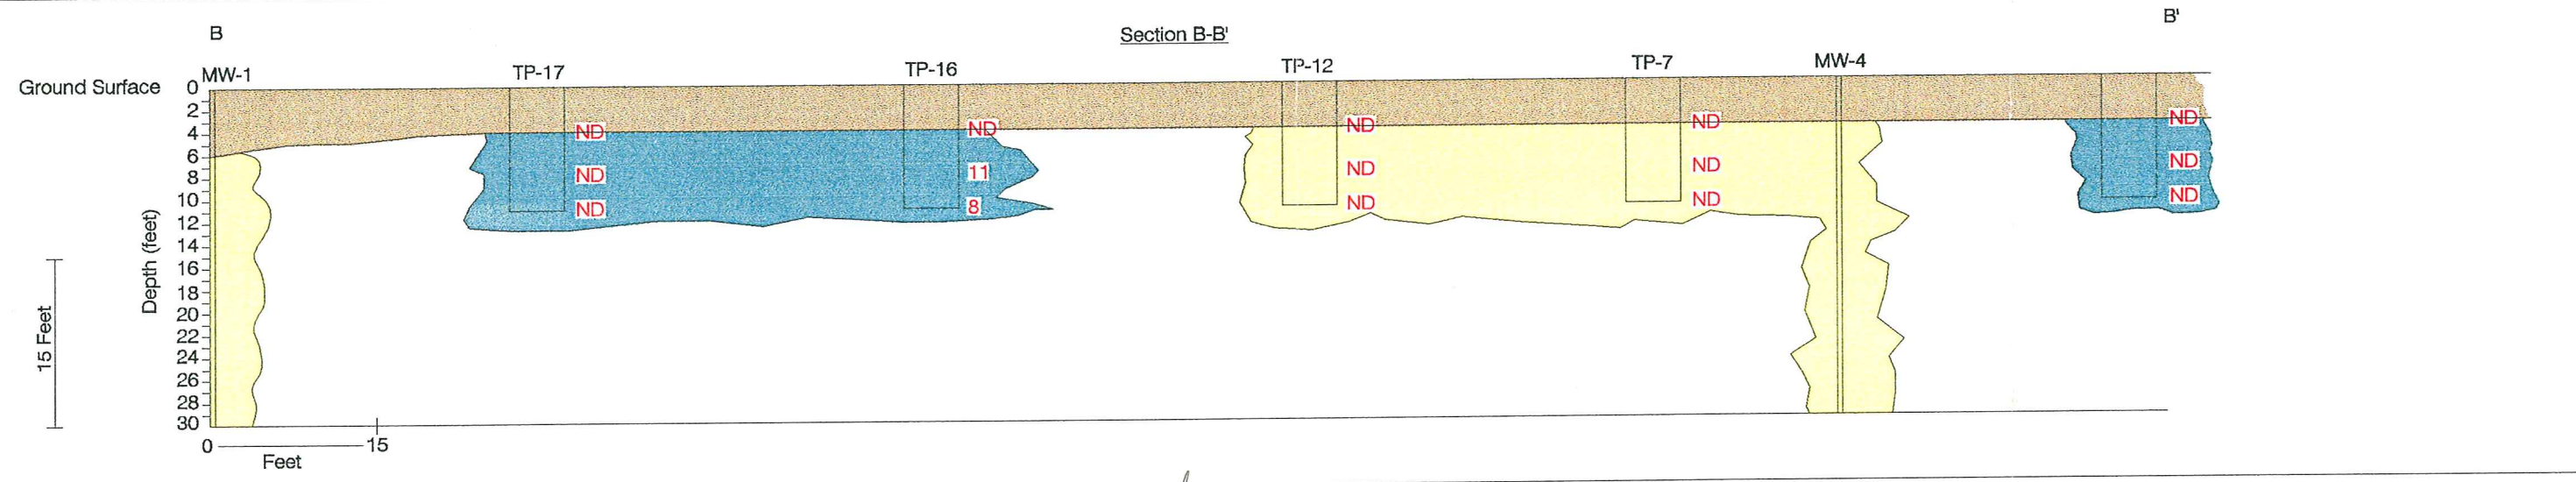 B
Section B-B'
B'
MW-1
TP-17
TP-16
TP-12
TP-7
MW-4
Ground Surface
0
2
4
6
8
10
12
14
16
18
20
22
24
26
28
30
Depth (feet)
15 Feet
ND
ND
ND
ND
11
8
ND
ND
ND
ND
ND
ND
ND
ND
ND
0 15
Feet